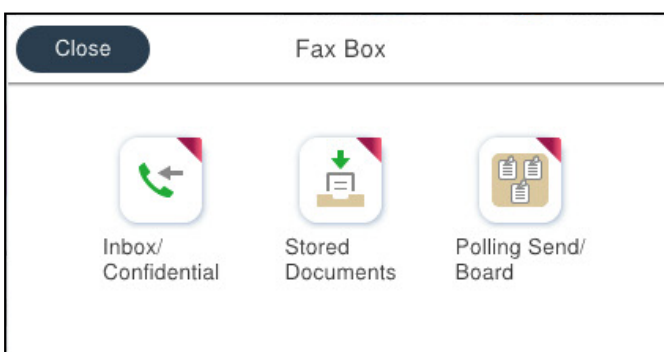 Close
Fax Box
Inbox/
Confidential
Stored
Documents
Polling Send/
Board